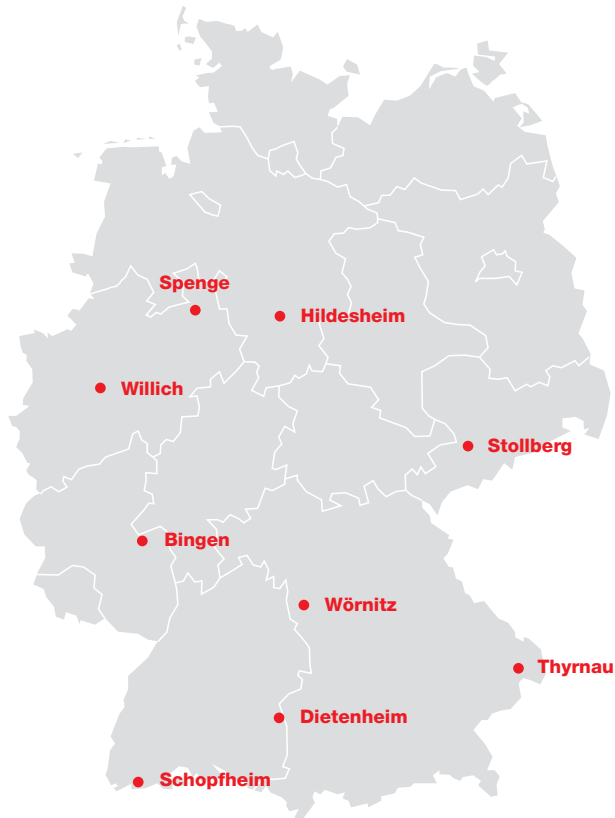 Spenge
Hildesheim
Willich
Stollberg
Bingen
Wörnitz
Thyrnau
Dietenheim
Schopfheim